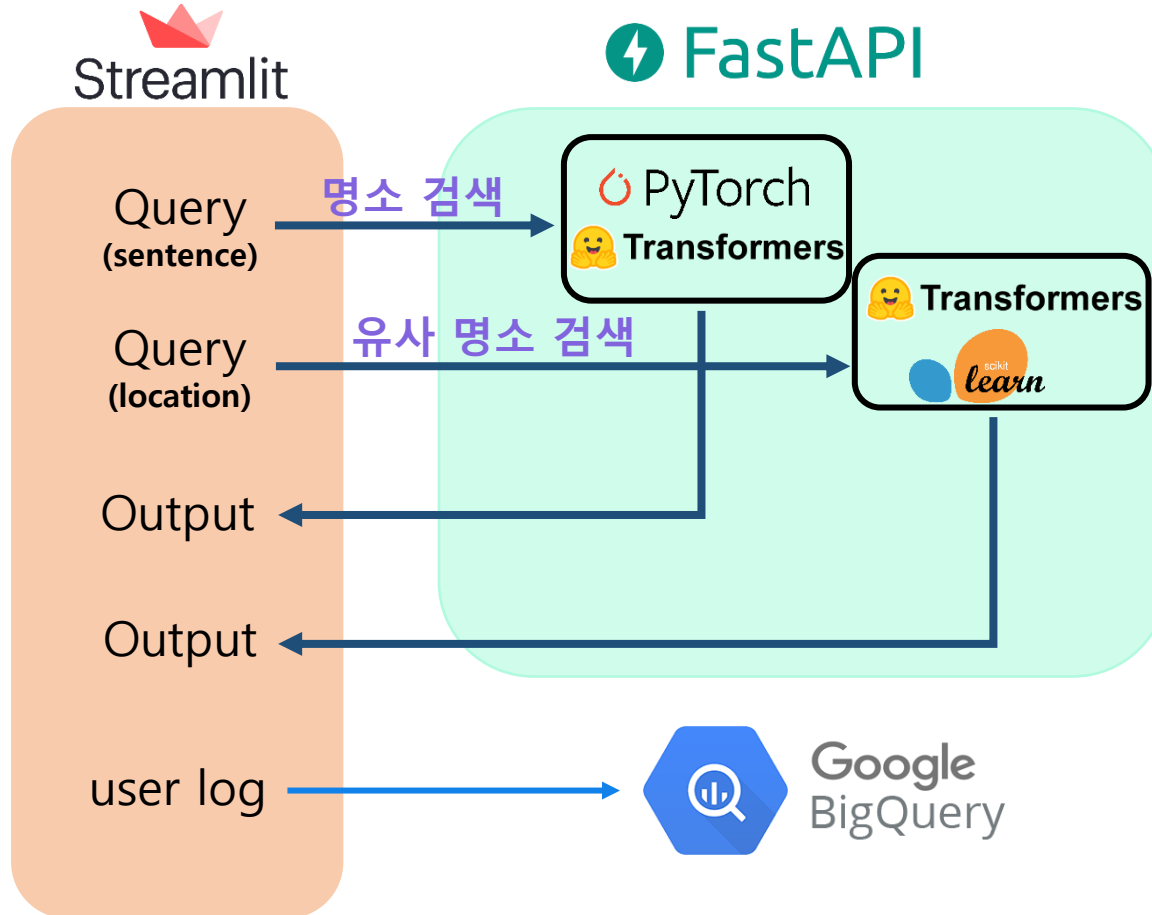 Streamlit
FastAPI
Query
(sentence)
명소 검색
PyTorch
Transformers
Query
(location)
유사 명소 검색
Transformers
scikit
learn
Output
Output
user log
Google
BigQuery